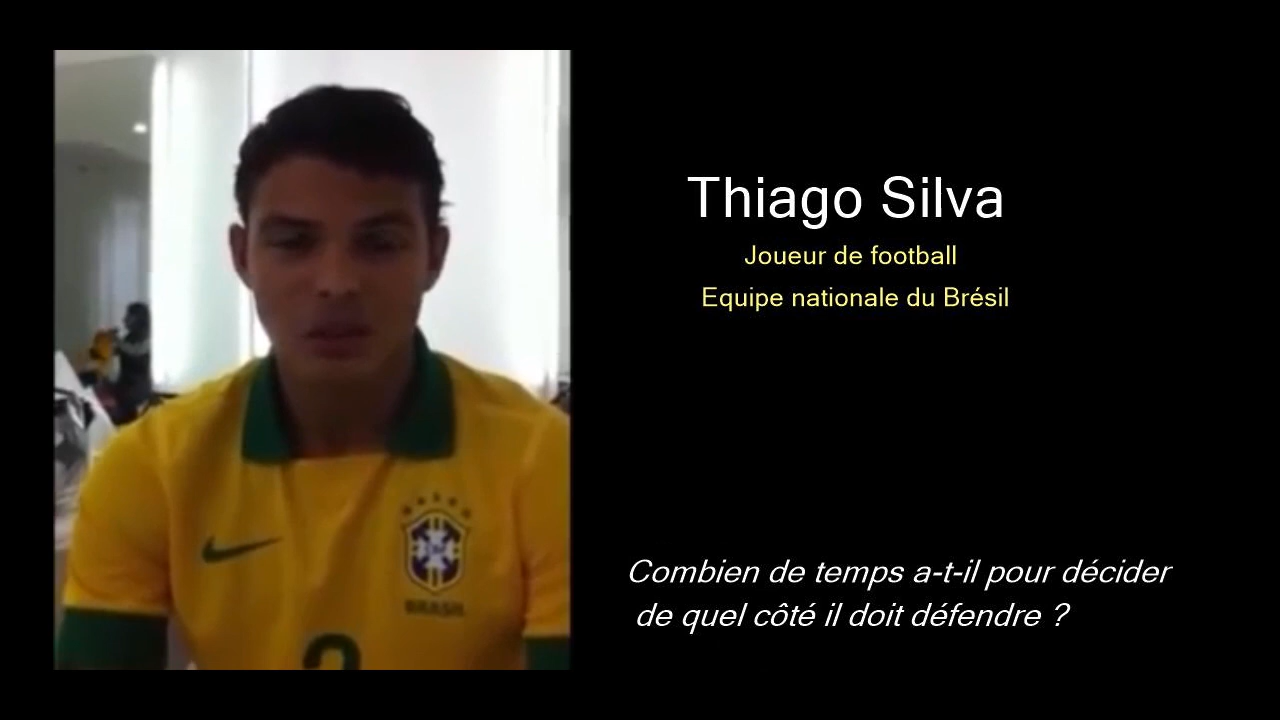 Thiago Silva
Joueur de football
Equipe nationale du Brésil
BRASIL
Combien de temps a-t-il pour décider
de quel côté il doit défendre ?